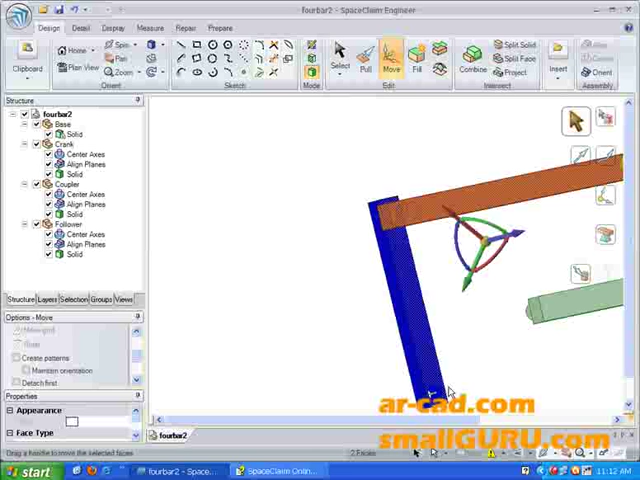 fourbar2 - SpaceClaim Engineer
Design
Detail
Display
Measure
Repair
Prepare
Clipboard
Home
Plan View
Spin
Pan
Zoom
Orient
Sketch
Mode
Select
Pull
Move
Fill
Edit
Combine
Split Solid
Split Face
Project
Intersect
Insert
Align
Orient
Assembly
Structure
fourbar2
Base
Solid
Crank
Center Axes
Align Planes
Solid
Coupler
Center Axes
Align Planes
Solid
Follower
Center Axes
Align Planes
Solid
Structure
Layers
Selection
Groups
Views
Options - Move
Create patterns
Maintain orientation
Detach first
Properties
Appearance
Face Type
ar-cad.com
smallGURU.com
fourbar2
Drag a handle to move the selected faces
2 Faces
start
fourbar2 - Space...
SpaceClaim Onlin...
11:12 AM